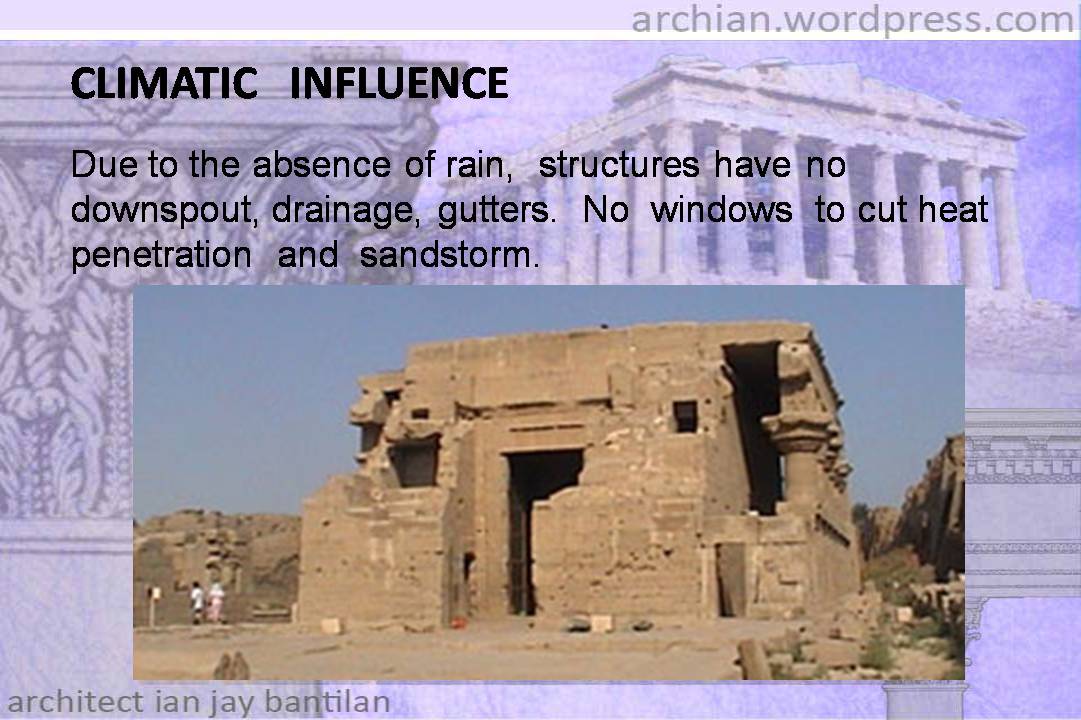 archian.wordpress.com
CLIMATIC INFLUENCE
Due to the absence of rain, structures have no
downspout, drainage, gutters. No windows to cut heat
penetration and sandstorm.
architect ian jay bantilan